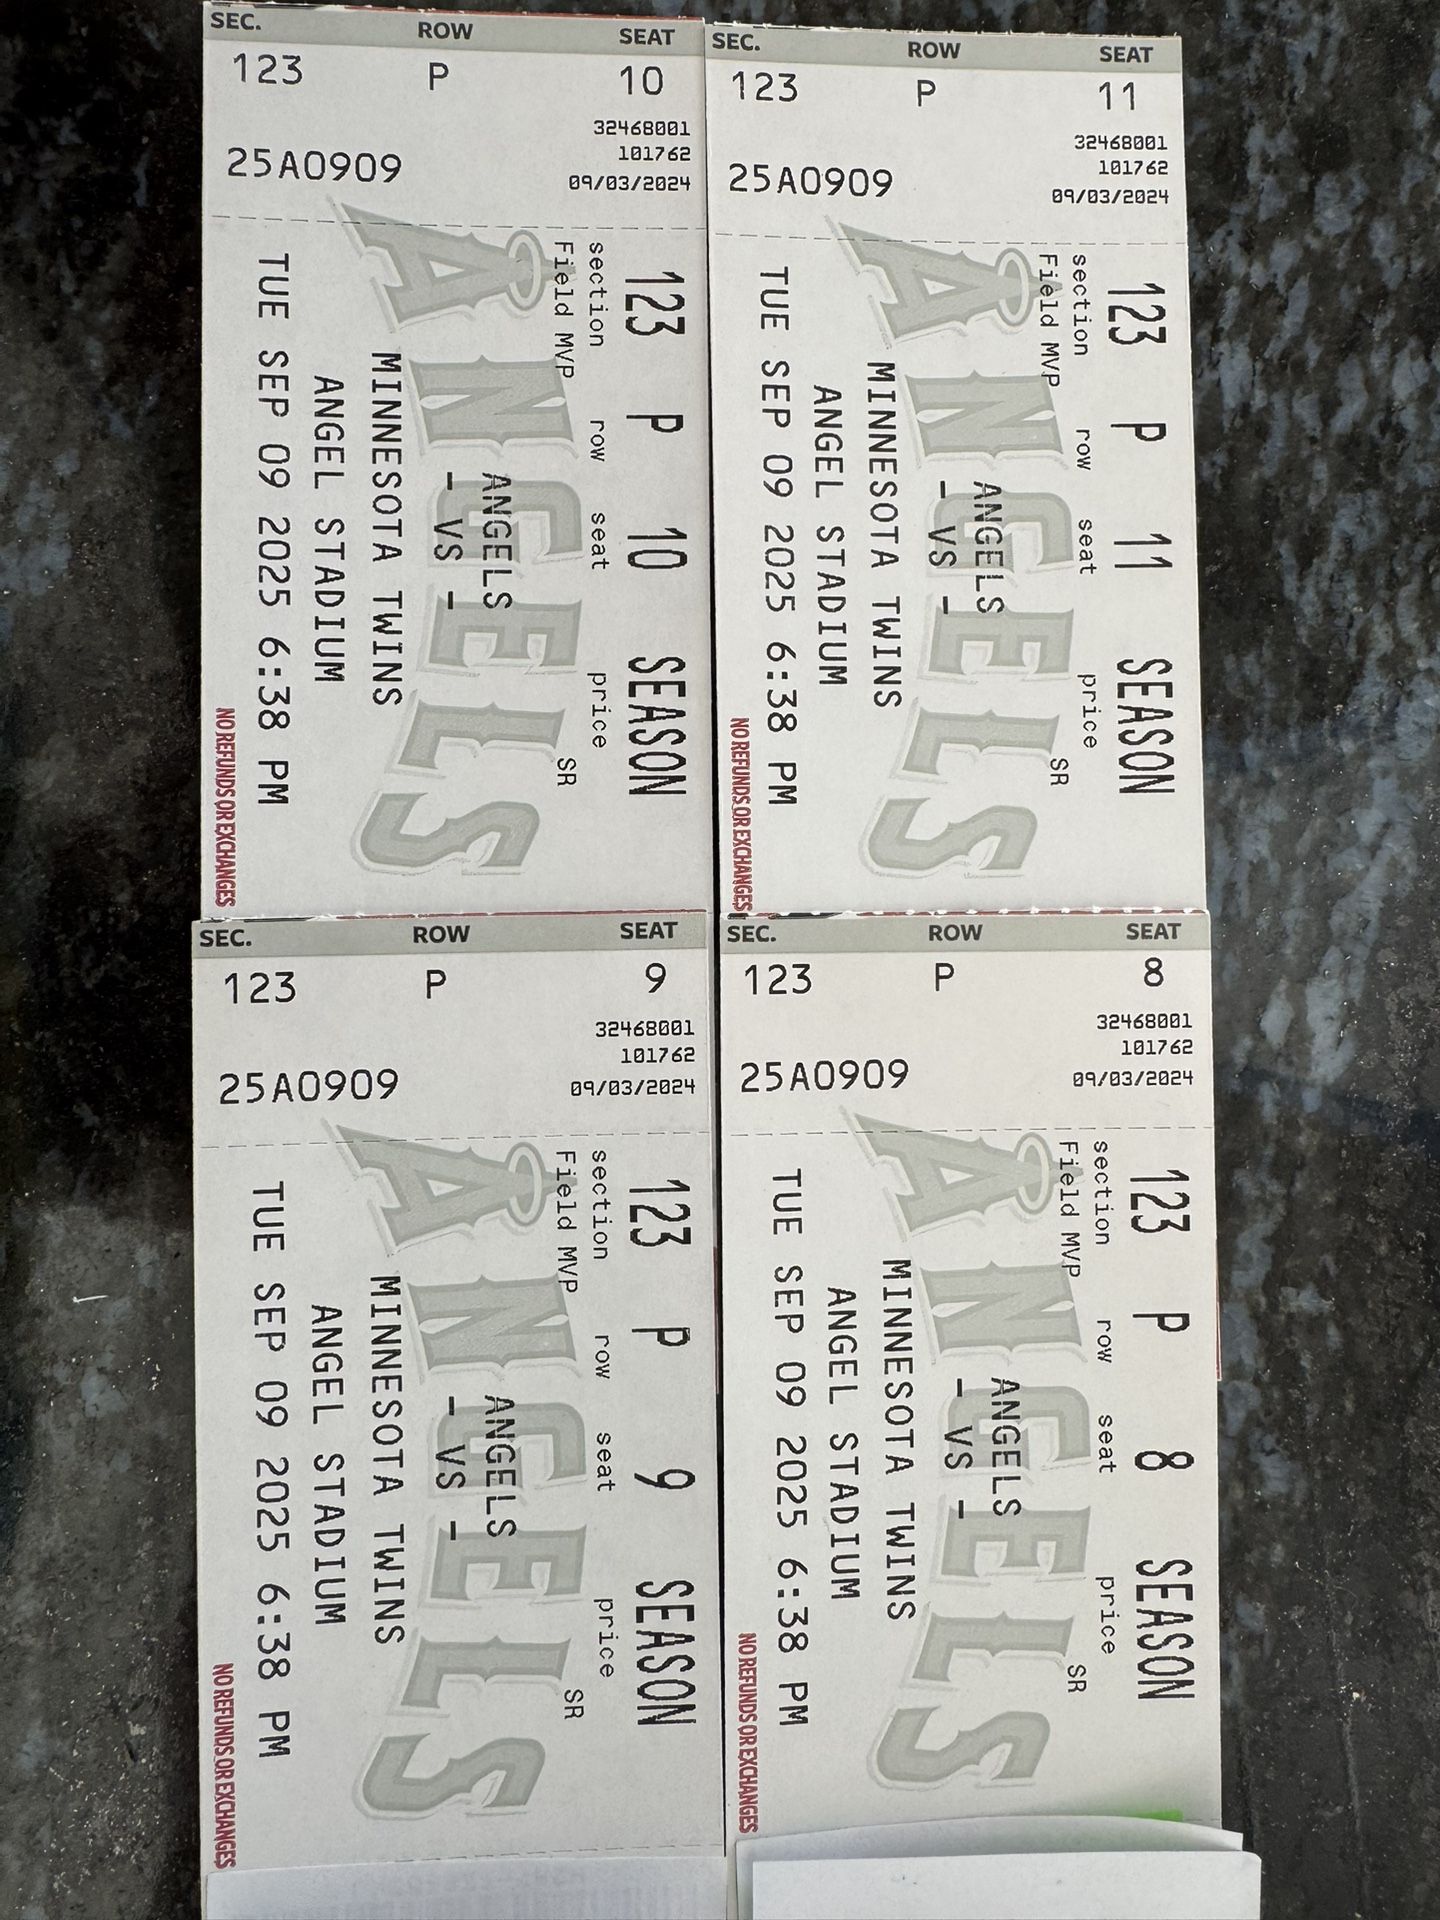 SEC. ROW SEAT
123 P 10
32468001
101762
25A0909
09/03/2024
123 P 10 SEASON
section row seat price
Field MVP SR
ANGELS
ANGELS
- VS -
MINNESOTA TWINS
ANGEL STADIUM
TUE SEP 09 2025 6:38 PM
NO REFUNDS OR EXCHANGES
SEC. ROW SEAT
123 P 11
32468001
101762
25A0909
09/03/2024
123 P 11 SEASON
section row seat price
Field MVP SR
ANGELS
ANGELS
- VS -
MINNESOTA TWINS
ANGEL STADIUM
TUE SEP 09 2025 6:38 PM
NO REFUNDS OR EXCHANGES
SEC. ROW SEAT
123 P 9
32468001
101762
25A0909
09/03/2024
123 P 9 SEASON
section row seat price
Field MVP SR
ANGELS
ANGELS
- VS -
MINNESOTA TWINS
ANGEL STADIUM
TUE SEP 09 2025 6:38 PM
NO REFUNDS OR EXCHANGES
SEC. ROW SEAT
123 P 8
32468001
101762
25A0909
09/03/2024
123 P 8 SEASON
section row seat price
Field MVP SR
ANGELS
ANGELS
- VS -
MINNESOTA TWINS
ANGEL STADIUM
TUE SEP 09 2025 6:38 PM
NO REFUNDS OR EXCHANGES